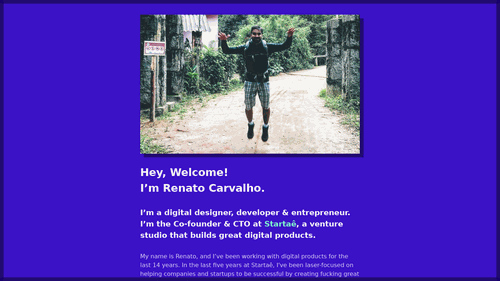 Hey, Welcome!
I'm Renato Carvalho.
I'm a digital designer, developer & entrepreneur.
I'm the Co-founder & CTO at Startaê, a venture
studio that builds great digital products.
My name is Renato, and I've been working with digital products for the
last 14 years. In the last five years at Startaê, I've been laser-focused on
helping companies and startups to be successful by creating fucking great